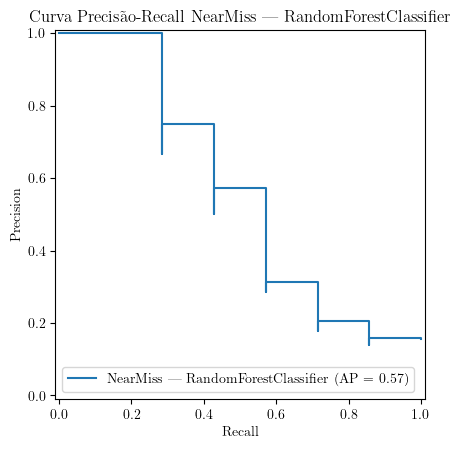 Curva Precisão-Recall NearMiss — RandomForestClassifier
1.0
0.8
0.6
0.4
0.2
0.0
Precision
NearMiss — RandomForestClassifier (AP = 0.57)
0.0 0.2 0.4 0.6 0.8 1.0
Recall